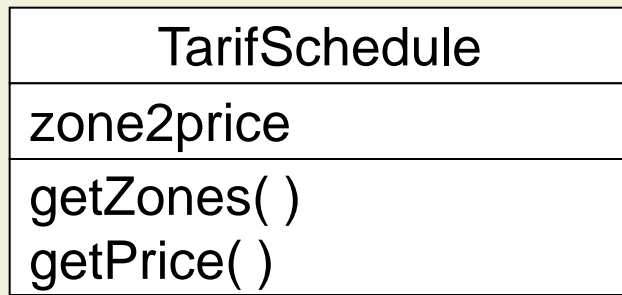 TarifSchedule
zone2price
getZones( )
getPrice( )